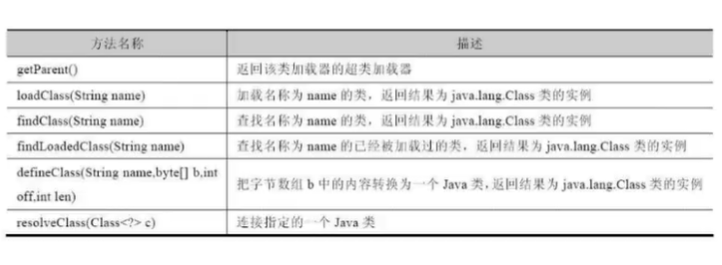 方法名称 描述
getParent() 返回该类加载器的超类加载器
loadClass(String name) 加载名称为 name 的类，返回结果为 java.lang.Class 类的实例
findClass(String name) 查找名称为 name 的类，返回结果为 java.lang.Class 类的实例
findLoadedClass(String name) 查找名称为 name 的已经被加载过的类，返回结果为 java.lang.Class 类的实例
defineClass(String name,byte[] b,int
off,int len) 把字节数组 b 中的内容转换为一个 Java 类，返回结果为 java.lang.Class 类的实例
resolveClass(Class<?> c) 连接指定的一个 Java 类